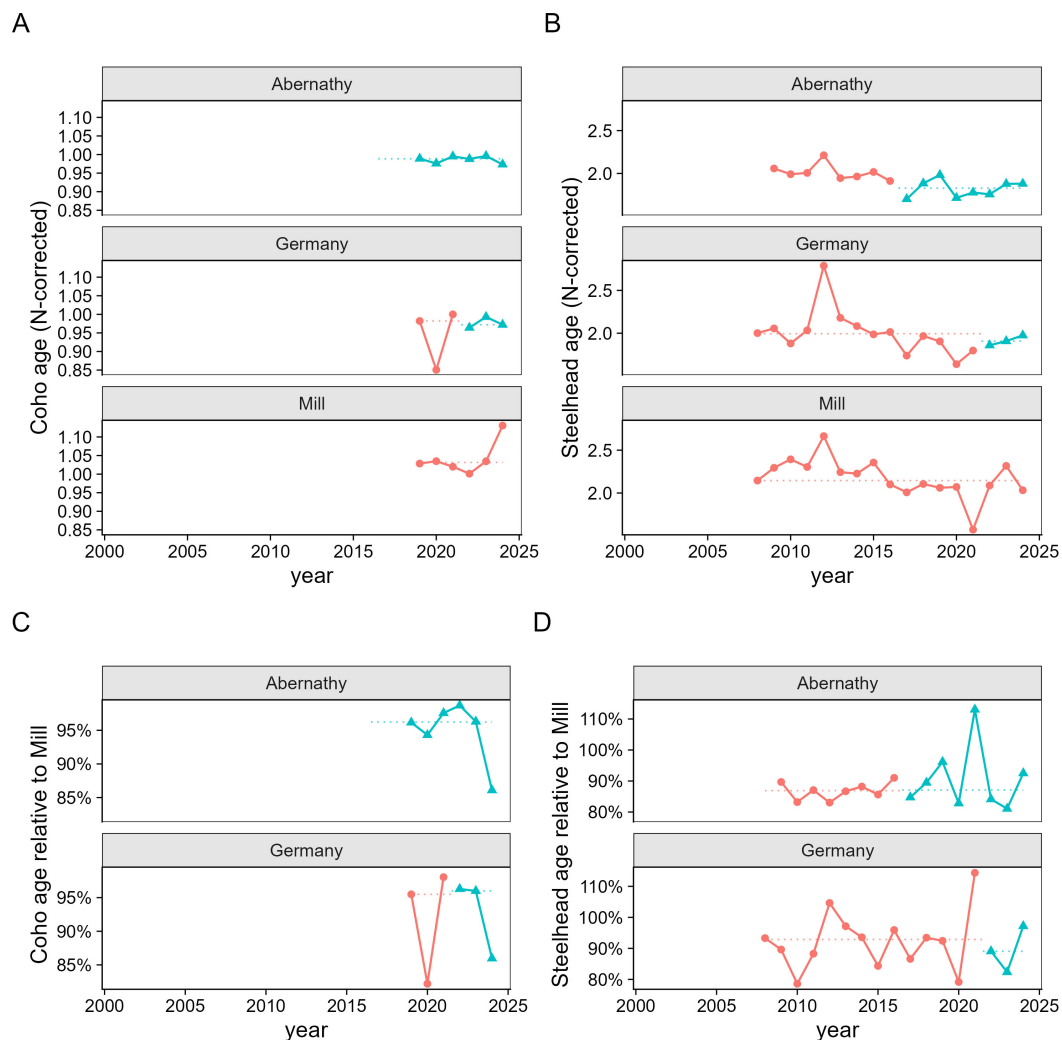 A
Abernathy
1.10
1.05
1.00
0.95
0.90
0.85
Germany
1.10
1.05
1.00
0.95
0.90
0.85
Mill
1.10
1.05
1.00
0.95
0.90
0.85
2000 2005 2010 2015 2020 2025
year
Coho age (N-corrected)
B
Abernathy
2.5
2.0
Germany
2.5
2.0
Mill
2.5
2.0
2000 2005 2010 2015 2020 2025
year
Steelhead age (N-corrected)
C
Abernathy
95%
90%
85%
Germany
95%
90%
85%
2000 2005 2010 2015 2020 2025
year
Coho age relative to Mill
D
Abernathy
110%
100%
90%
80%
Germany
110%
100%
90%
80%
2000 2005 2010 2015 2020 2025
year
Steelhead age relative to Mill